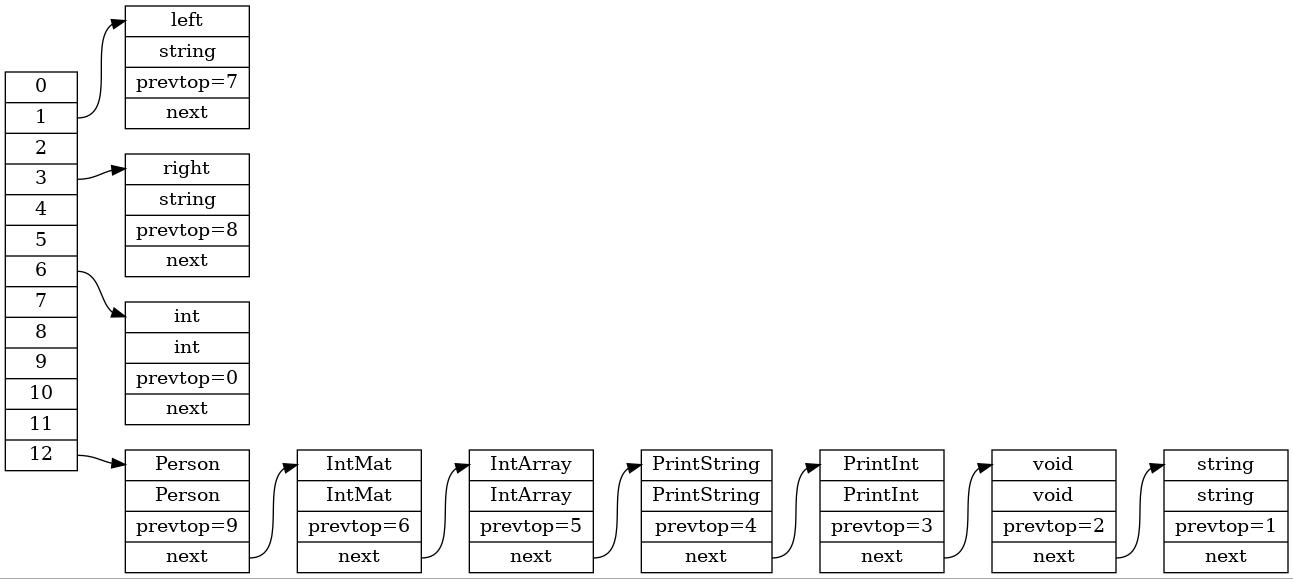 0
1
2
3
4
5
6
7
8
9
10
11
12
left
string
prevtop=7
next
right
string
prevtop=8
next
int
int
prevtop=0
next
Person
Person
prevtop=9
next
IntMat
IntMat
prevtop=6
next
IntArray
IntArray
prevtop=5
next
PrintString
PrintString
prevtop=4
next
PrintInt
PrintInt
prevtop=3
next
void
void
prevtop=2
next
string
string
prevtop=1
next